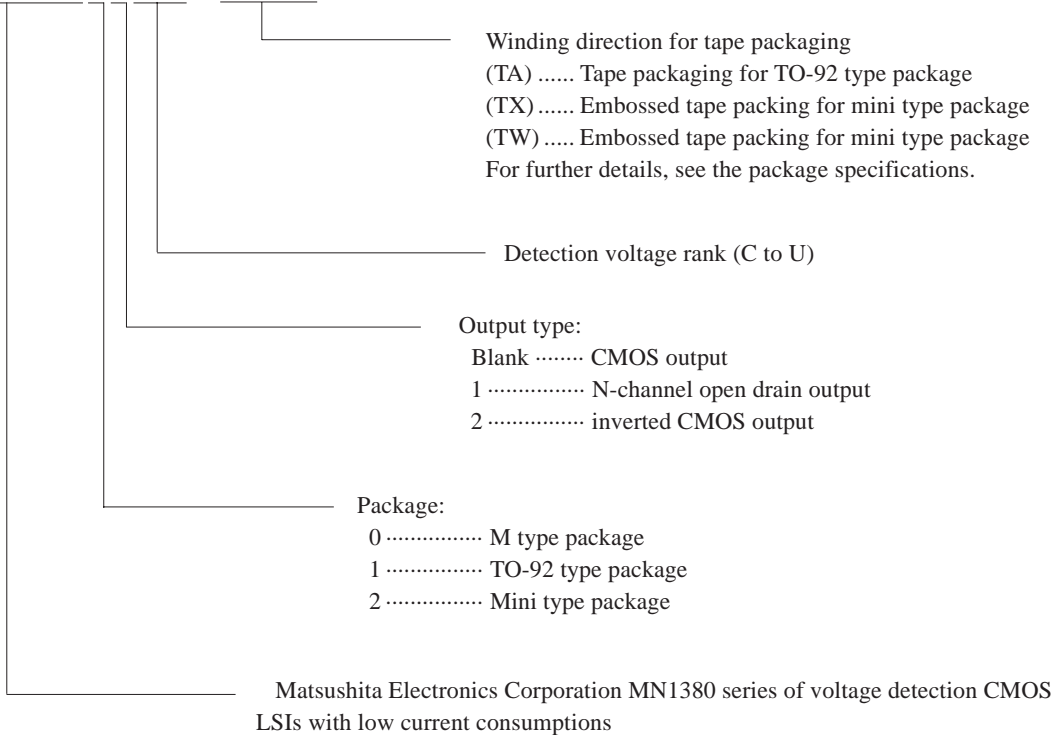 Winding direction for tape packaging
(TA) ...... Tape packaging for TO-92 type package
(TX) ...... Embossed tape packing for mini type package
(TW) ..... Embossed tape packing for mini type package
For further details, see the package specifications.
Detection voltage rank (C to U)
Output type:
Blank ········ CMOS output
1 ················ N-channel open drain output
2 ················ inverted CMOS output
Package:
0 ················ M type package
1 ················ TO-92 type package
2 ················ Mini type package
Matsushita Electronics Corporation MN1380 series of voltage detection CMOS
LSIs with low current consumptions